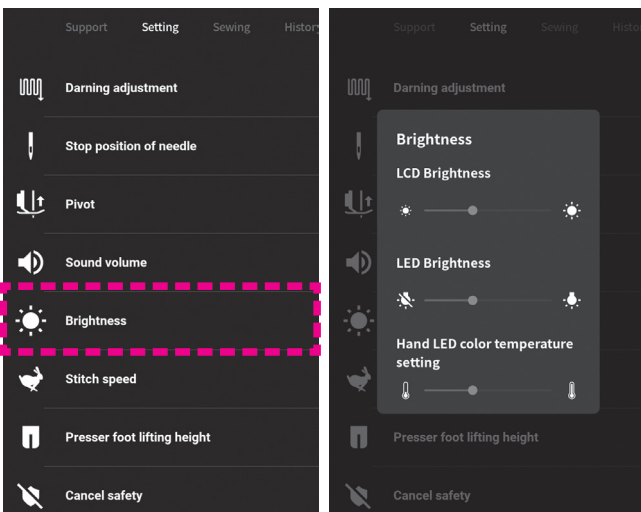 Support Setting Sewing History
Darning adjustment
Stop position of needle
Pivot
Sound volume
Brightness
Stitch speed
Presser foot lifting height
Cancel safety
Support Setting Sewing
Darning adjustment
Brightness
LCD Brightness
LED Brightness
Hand LED color temperature
setting
Presser foot lifting height
Cancel safety